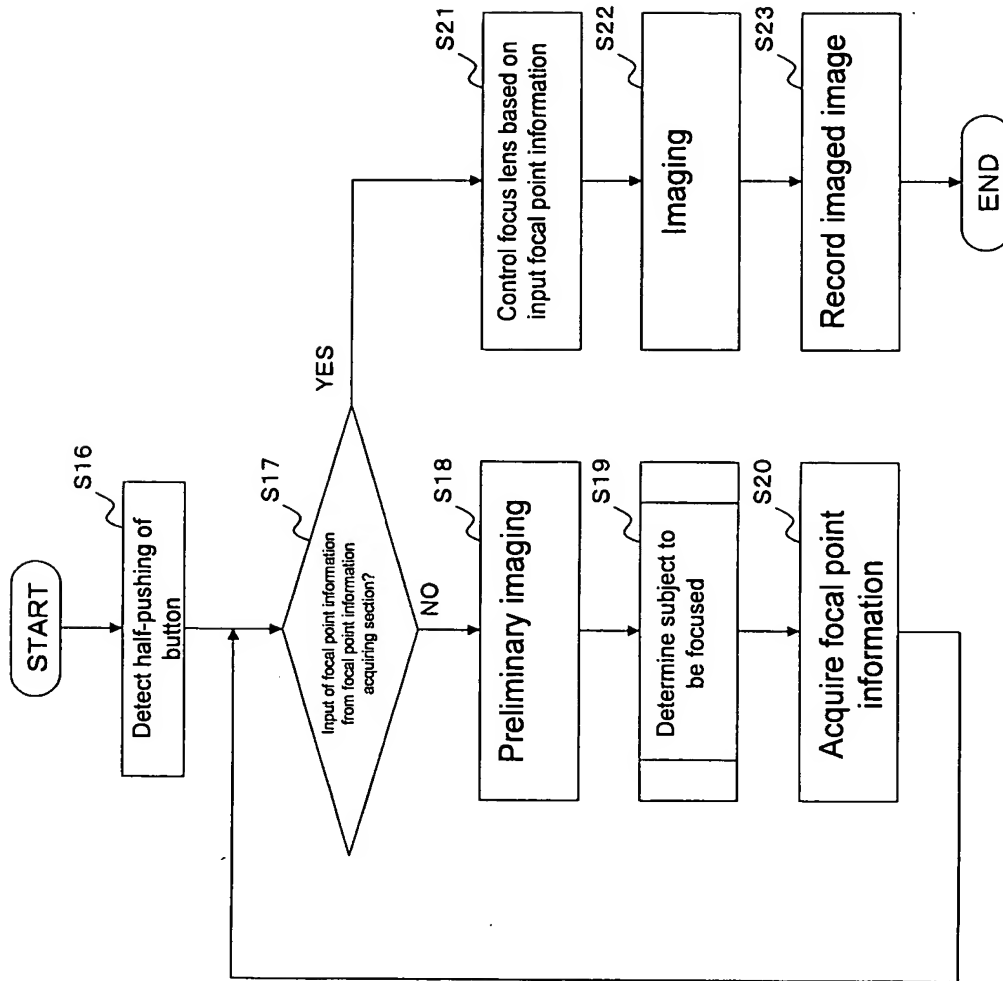 START
S16
Detect half-pushing of
button
S17
Input of focal point information
from focal point information
acquiring section?
YES
NO
S18
Preliminary imaging
S19
Determine subject to
be focused
S20
Acquire focal point
information
S21
Control focus lens based on
input focal point information
S22
Imaging
S23
Record imaged image
END